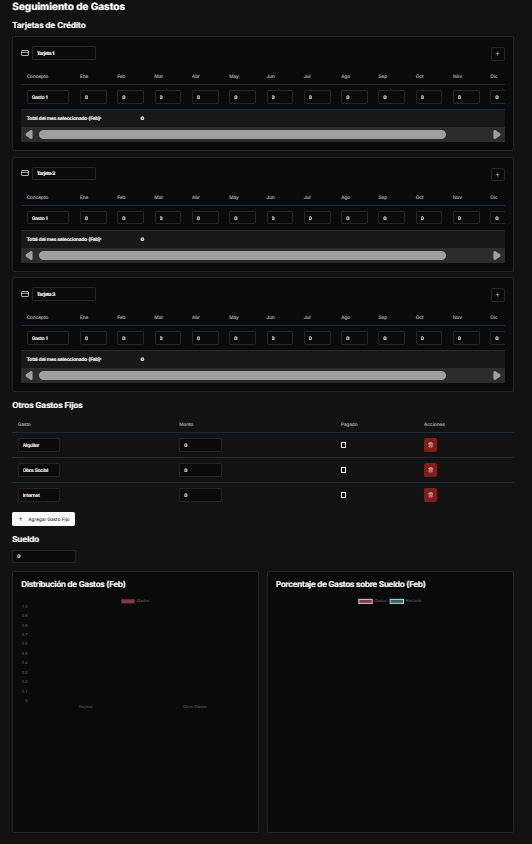 Seguimiento de Gastos
Tarjetas de Crédito
Tarjeta 1
+
Concepto Ene Feb Mar Abr May Jun Jul Ago Sep Oct Nov Dic
Gasto 1 0 0 0 0 0 0 0 0 0 0 0 0
Total del mes seleccionado (Feb): 0
Tarjeta 2
+
Concepto Ene Feb Mar Abr May Jun Jul Ago Sep Oct Nov Dic
Gasto 1 0 0 0 0 0 0 0 0 0 0 0 0
Total del mes seleccionado (Feb): 0
Tarjeta 3
+
Concepto Ene Feb Mar Abr May Jun Jul Ago Sep Oct Nov Dic
Gasto 1 0 0 0 0 0 0 0 0 0 0 0 0
Total del mes seleccionado (Feb): 0
Otros Gastos Fijos
Gasto Monto Pagado Acciones
Alquiler 0
Obra Social 0
Internet 0
+ Agregar Gasto Fijo
Sueldo
0
Distribución de Gastos (Feb)
Gastos
1.0
0.9
0.8
0.7
0.6
0.5
0.4
0.3
0.2
0.1
0
Tarjetas Otros Gastos
Porcentaje de Gastos sobre Sueldo (Feb)
Gastos Restante